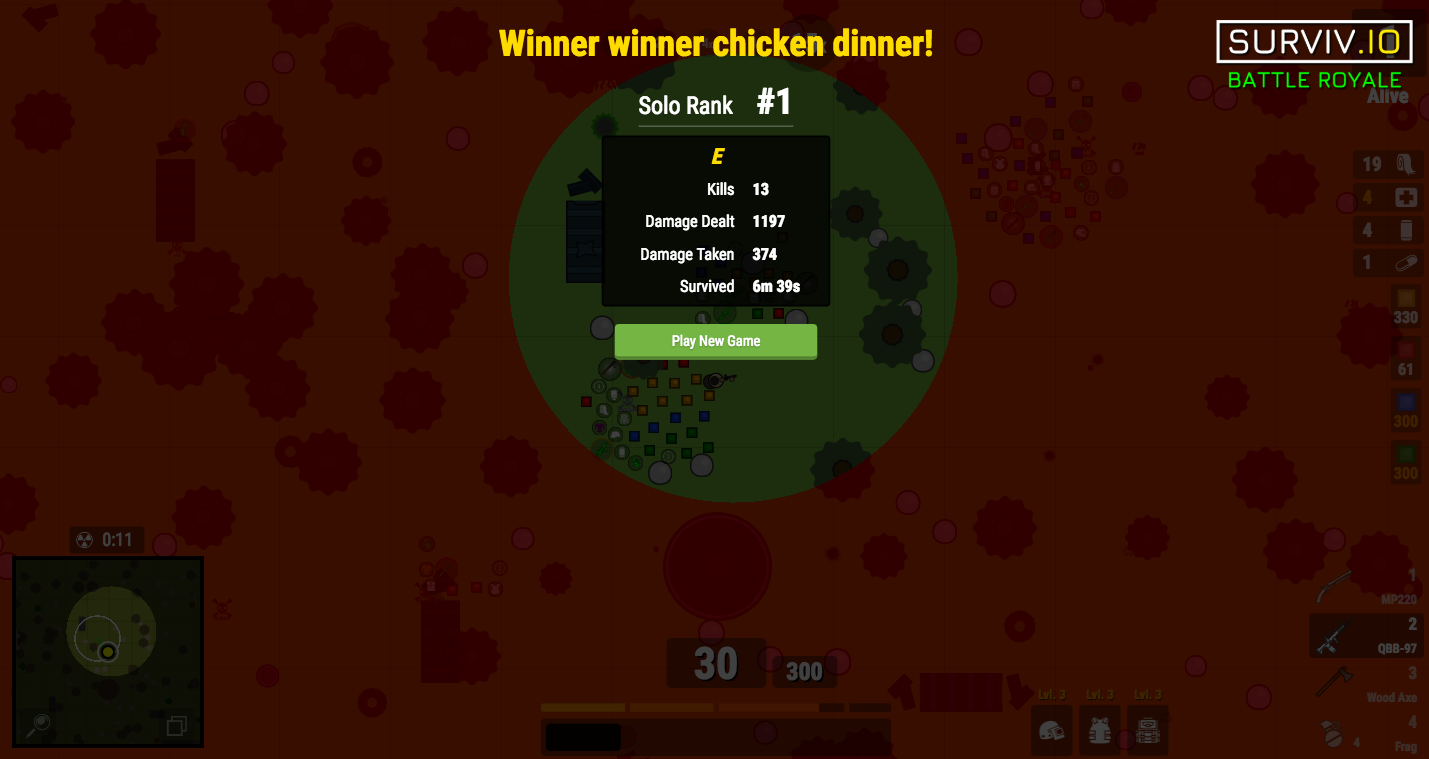 Winner winner chicken dinner!
SURVIV.IO
BATTLE ROYALE
Solo Rank #1
Alive
E
Kills 13
Damage Dealt 1197
Damage Taken 374
Survived 6m 39s
Play New Game
19
4
4
1
330
61
300
300
0:11
1
MP220
2
QBB-97
3
Wood Axe
4
4
Frag
30 300
Lvl. 3 Lvl. 3 Lvl. 3